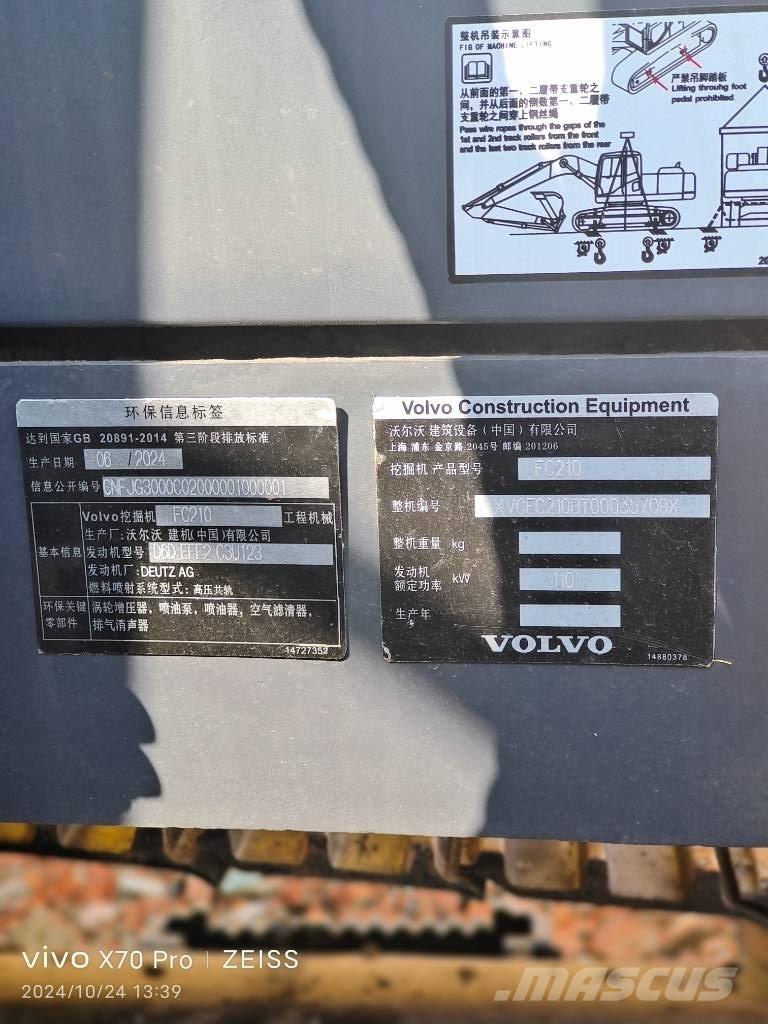 整机吊装示意图
FIG OF MACHINE LIFTING
从前面的第一、二履带支重轮之
间，并从后面的倒数第一、二履带
支重轮之间穿上钢丝绳
Pass wire ropes through the gaps of the
1st and 2nd track rollers from the front
and the last two track rollers from the rear
严禁吊脚踏板
Lifting throuhg foot
pedal prohibited.
环保信息标签
达到国家GB 20891-2014 第三阶段排放标准
生产日期 06 /2024
信息公开编号 CNFJG3000C02000001000001
Volvo挖掘机 EC210 工程机械
生产厂: 沃尔沃 建机(中国)有限公司
基本信息 发动机型号 D6D EFE2 C3U123
发动机厂: DEUTZ AG
燃料喷射系统型式: 高压共轨
环保关键 涡轮增压器，喷油泵，喷油器，空气滤清器，
零部件 排气消声器
14727352
Volvo Construction Equipment
沃尔沃 建筑设备（中国）有限公司
上海 浦东 金京路 2045号 邮编 201206
挖掘机 产品型号 EC210
整机编号
整机重量 kg
发动机
额定功率 kW 110
生产年
VOLVO
14880378
vivo X70 Pro | ZEISS
2024/10/24 13:39
MASCUS